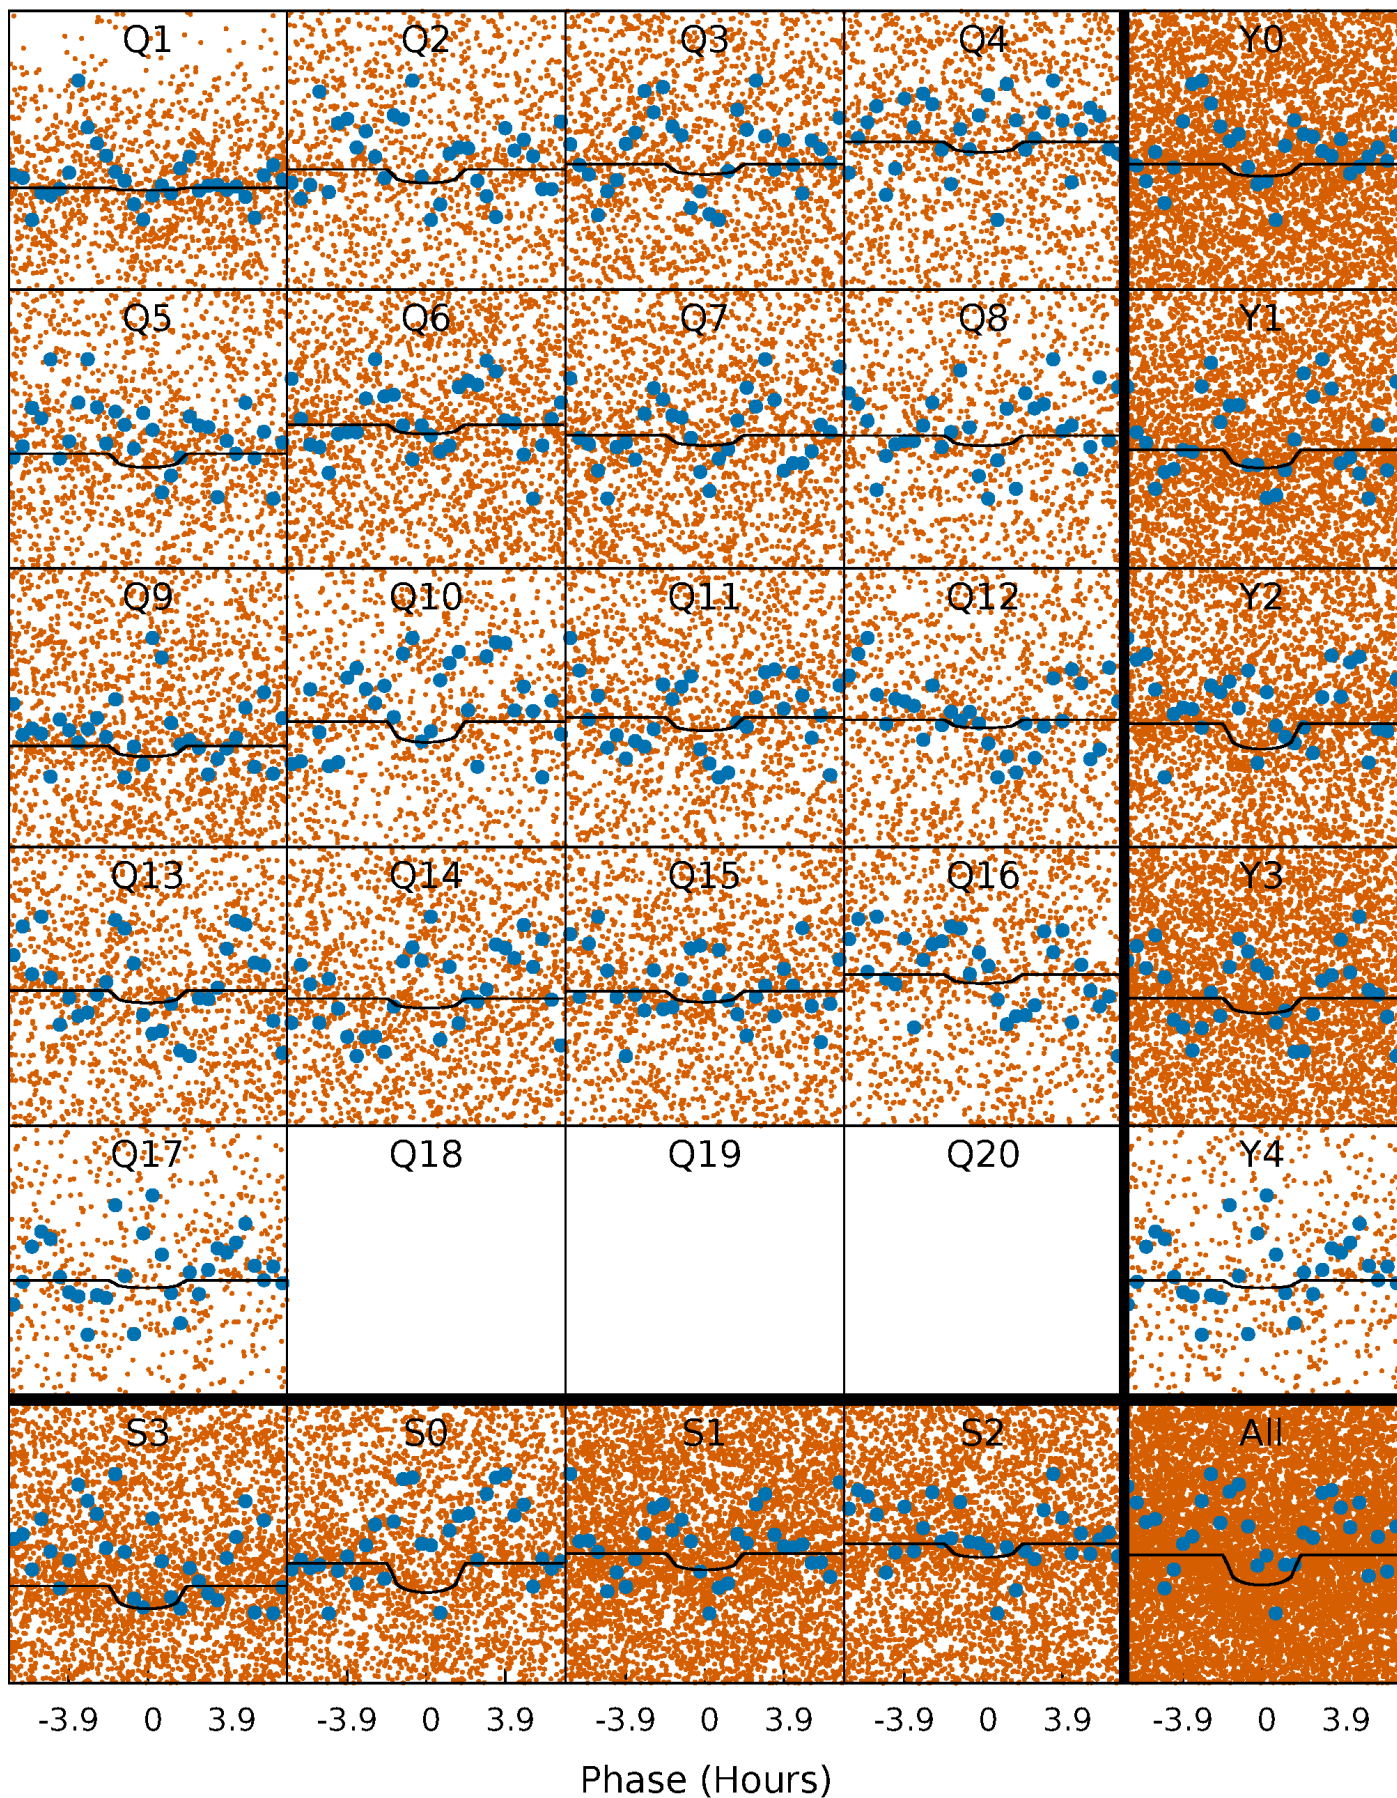 Q1 Q2 Q3 Q4 Y0
Q5 Q6 Q7 Q8 Y1
Q9 Q10 Q11 Q12 Y2
Q13 Q14 Q15 Q16 Y3
Q17 Q18 Q19 Q20 Y4
S3 S0 S1 S2 All
-3.9 0 3.9 -3.9 0 3.9 -3.9 0 3.9 -3.9 0 3.9 -3.9 0 3.9
Phase (Hours)